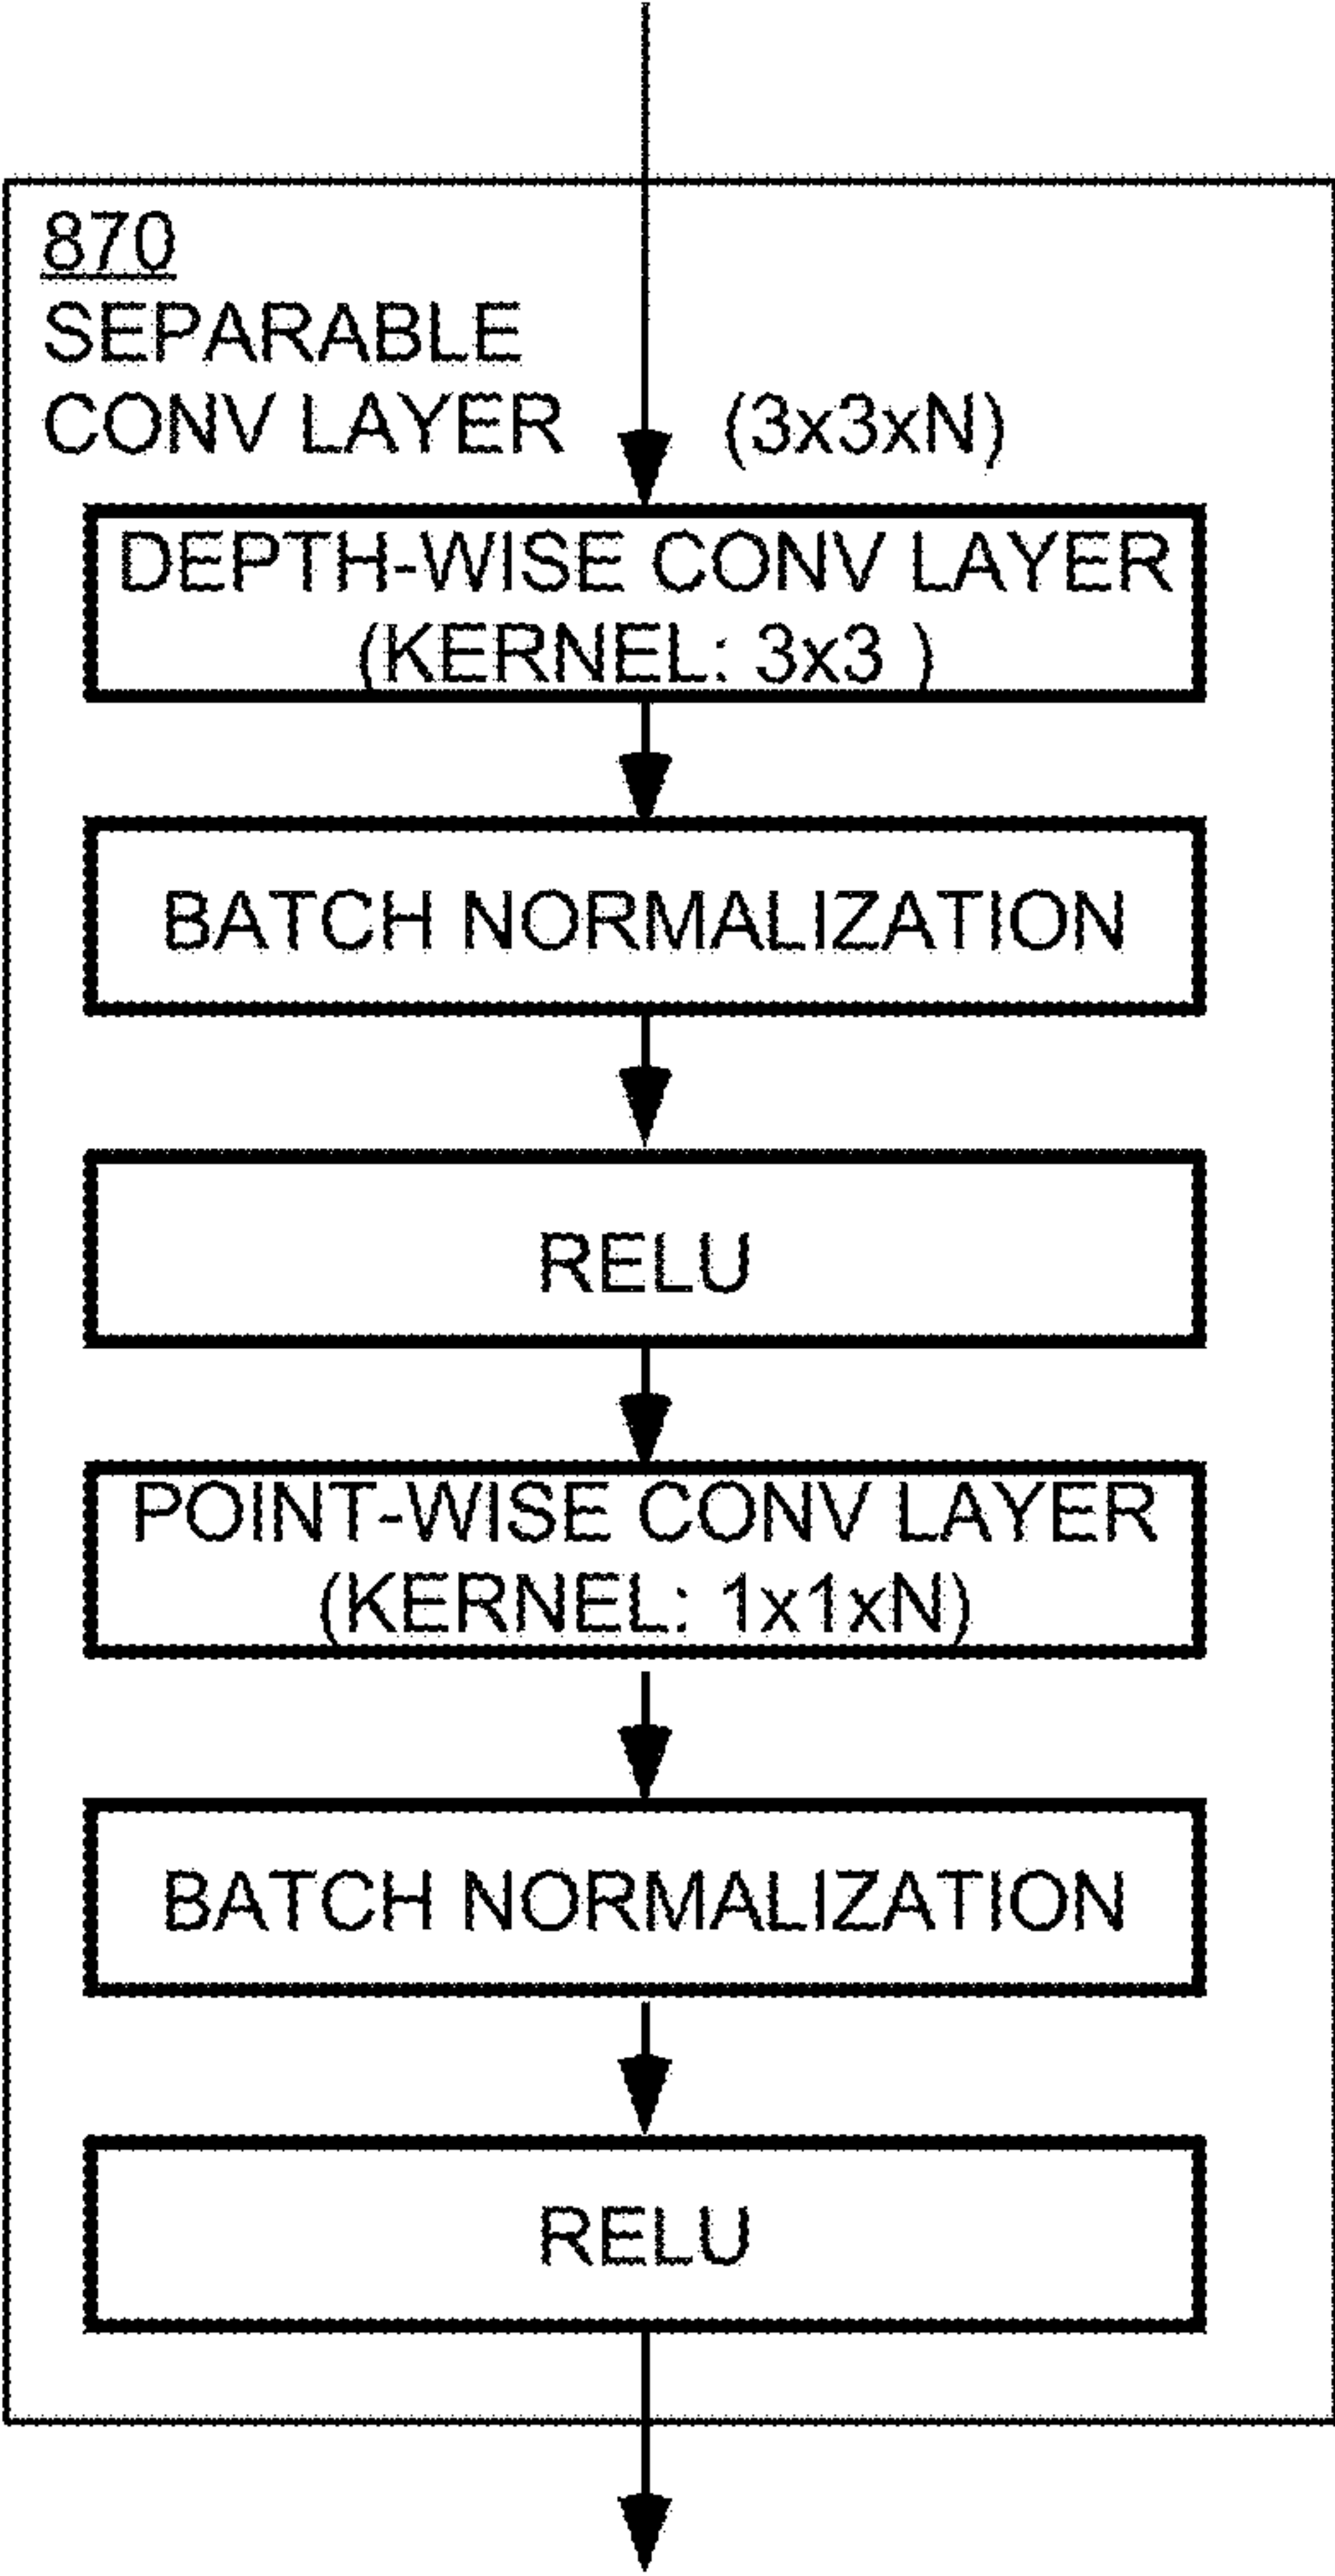 870
SEPARABLE
CONV LAYER (3x3xN)
DEPTH-WISE CONV LAYER
(KERNEL: 3x3 )
BATCH NORMALIZATION
RELU
POINT-WISE CONV LAYER
(KERNEL: 1x1xN)
BATCH NORMALIZATION
RELU